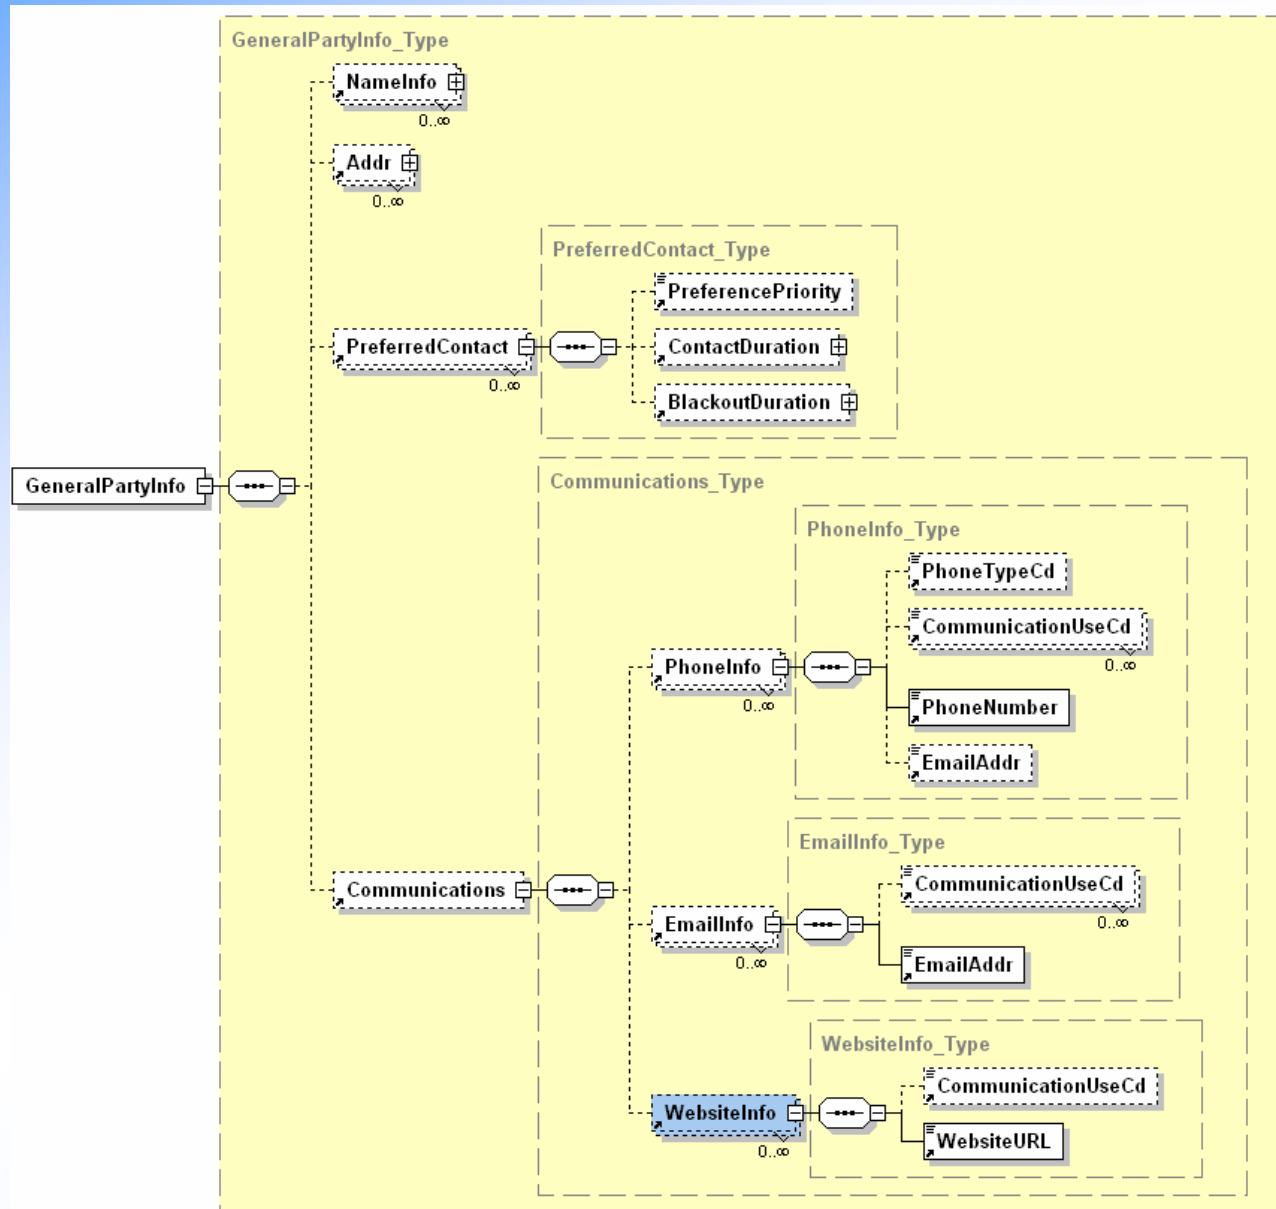 GeneralPartyInfo_Type
NameInfo
0..∞
Addr
0..∞
PreferredContact_Type
PreferencePriority
PreferredContact
0..∞
ContactDuration
BlackoutDuration
GeneralPartyInfo
Communications_Type
PhoneInfo_Type
PhoneTypeCd
CommunicationUseCd
0..∞
PhoneInfo
0..∞
PhoneNumber
EmailAddr
Communications
EmailInfo_Type
CommunicationUseCd
0..∞
EmailInfo
0..∞
EmailAddr
WebsiteInfo_Type
CommunicationUseCd
WebsiteInfo
0..∞
WebsiteURL